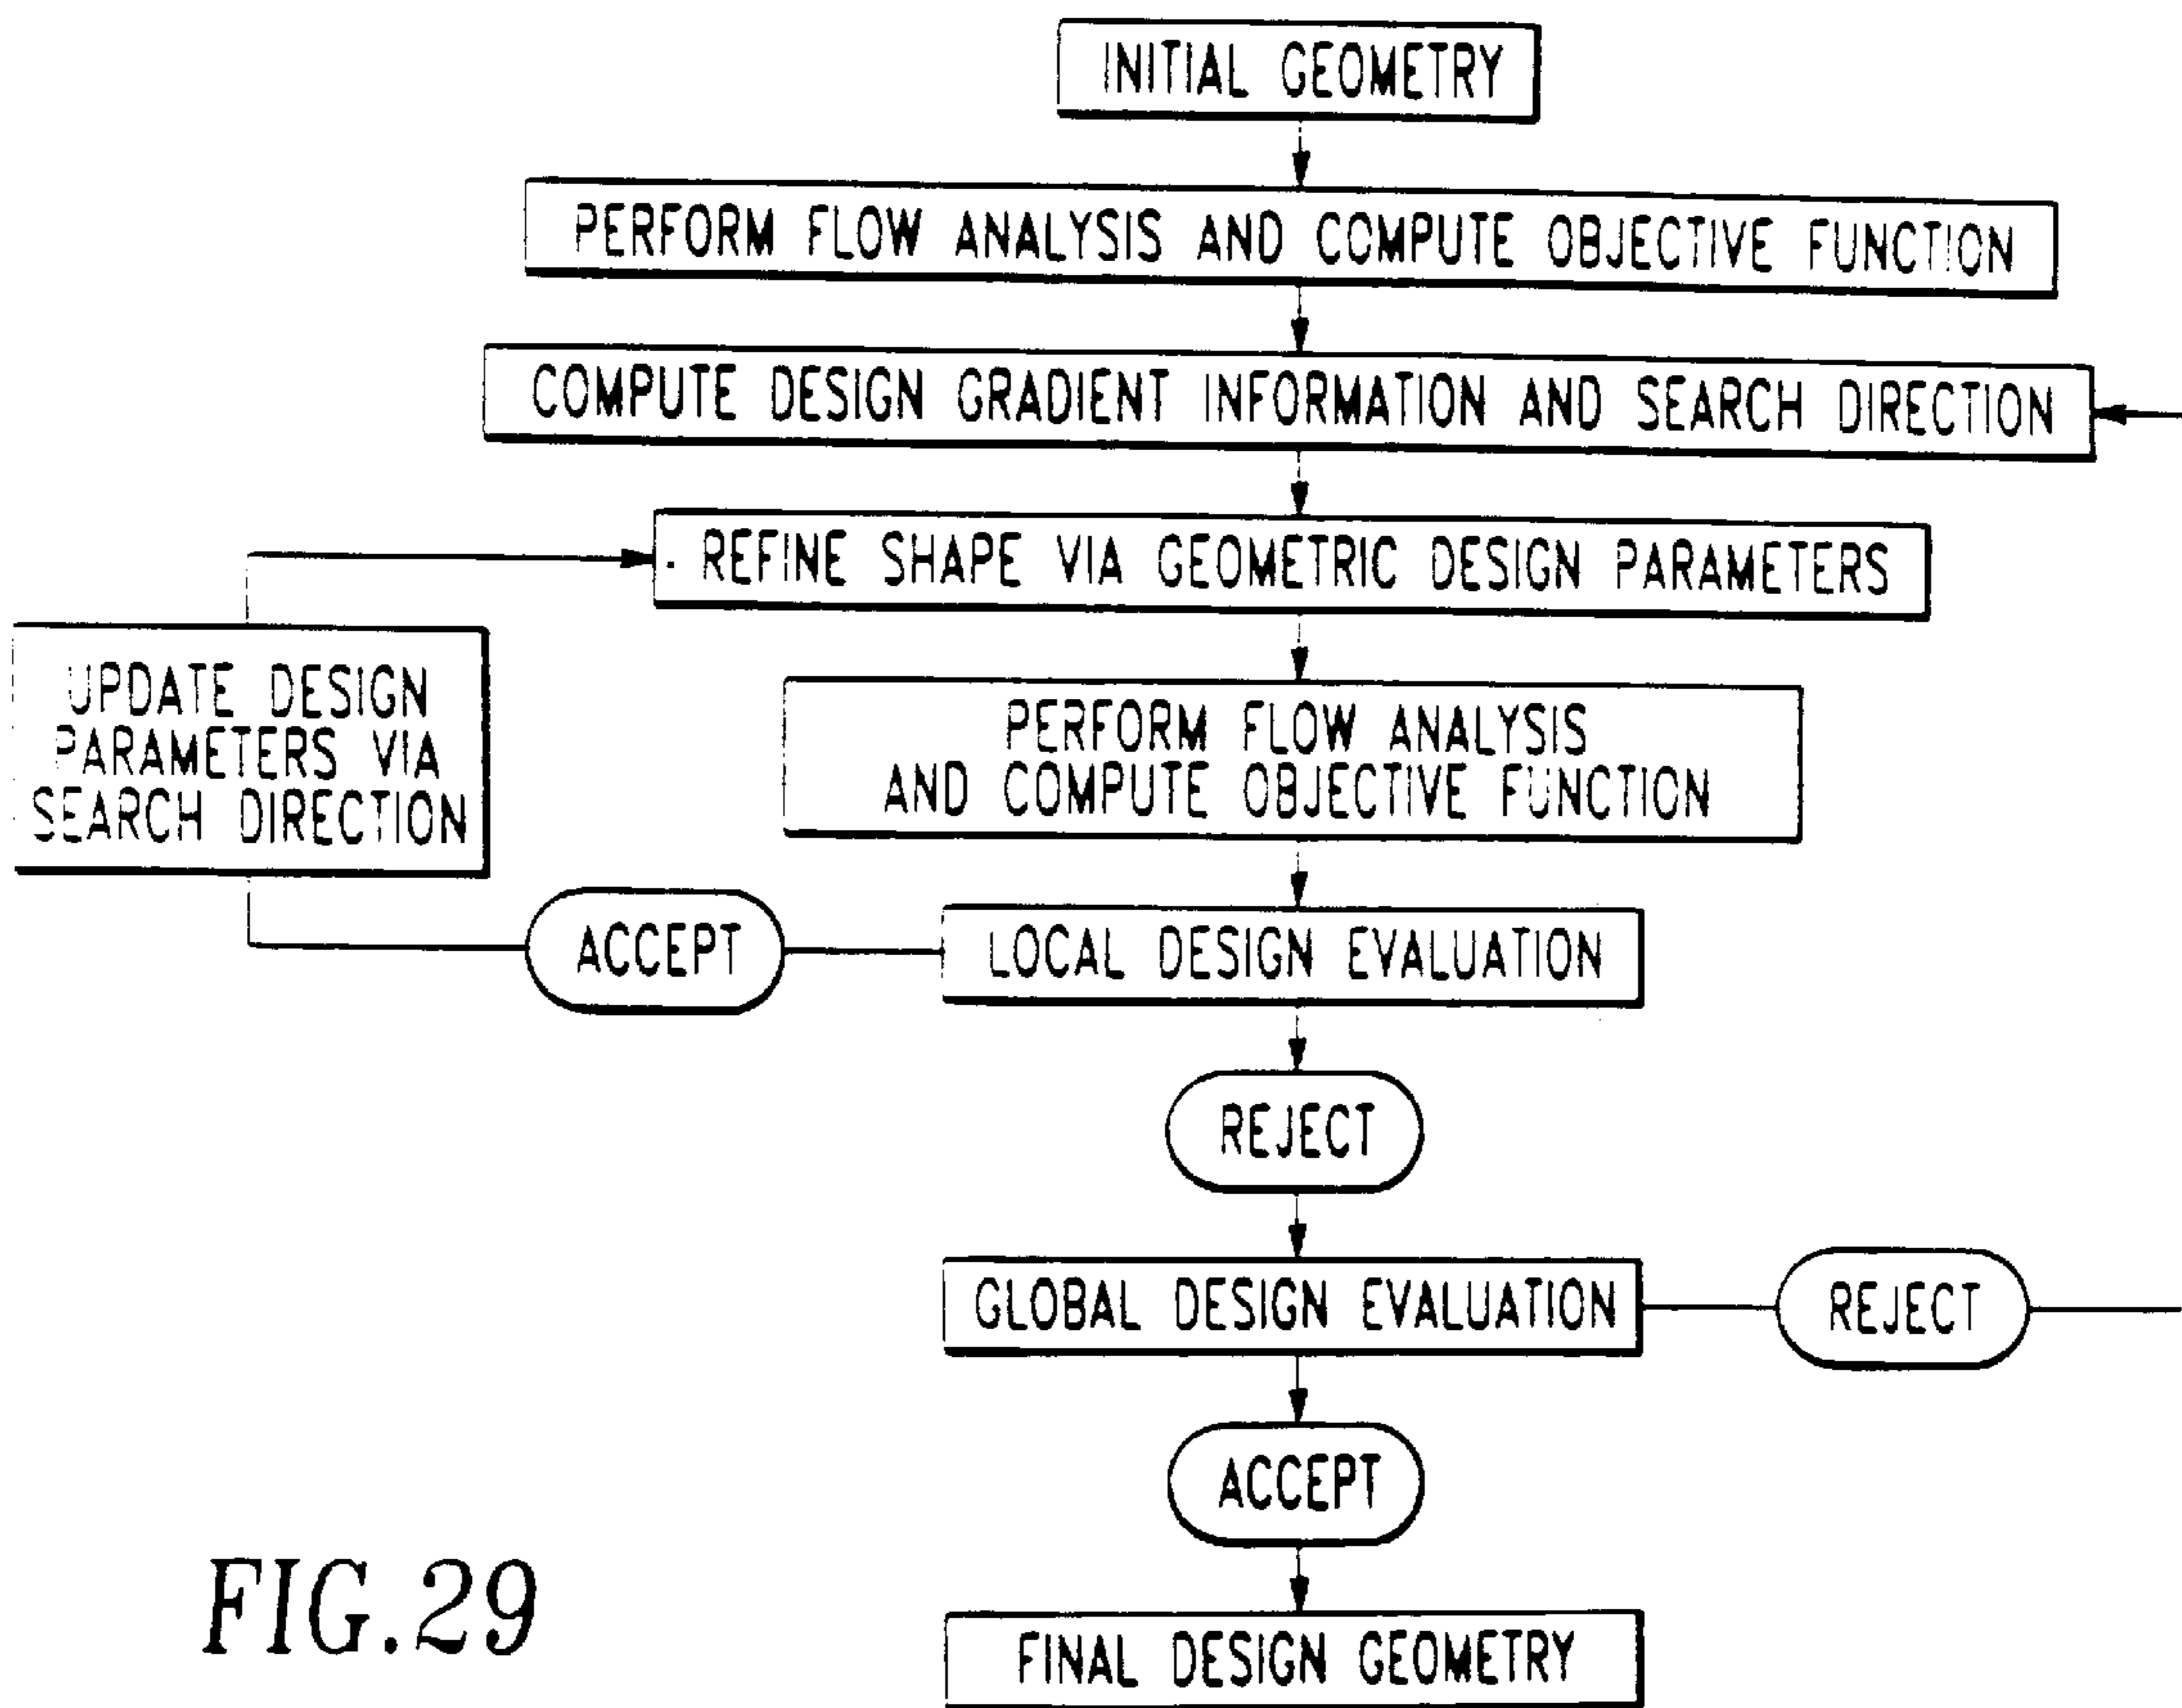 INITIAL GEOMETRY
PERFORM FLOW ANALYSIS AND COMPUTE OBJECTIVE FUNCTION
COMPUTE DESIGN GRADIENT INFORMATION AND SEARCH DIRECTION
REFINE SHAPE VIA GEOMETRIC DESIGN PARAMETERS
UPDATE DESIGN
PARAMETERS VIA
SEARCH DIRECTION
PERFORM FLOW ANALYSIS
AND COMPUTE OBJECTIVE FUNCTION
ACCEPT
LOCAL DESIGN EVALUATION
REJECT
GLOBAL DESIGN EVALUATION
REJECT
ACCEPT
FINAL DESIGN GEOMETRY
FIG.29